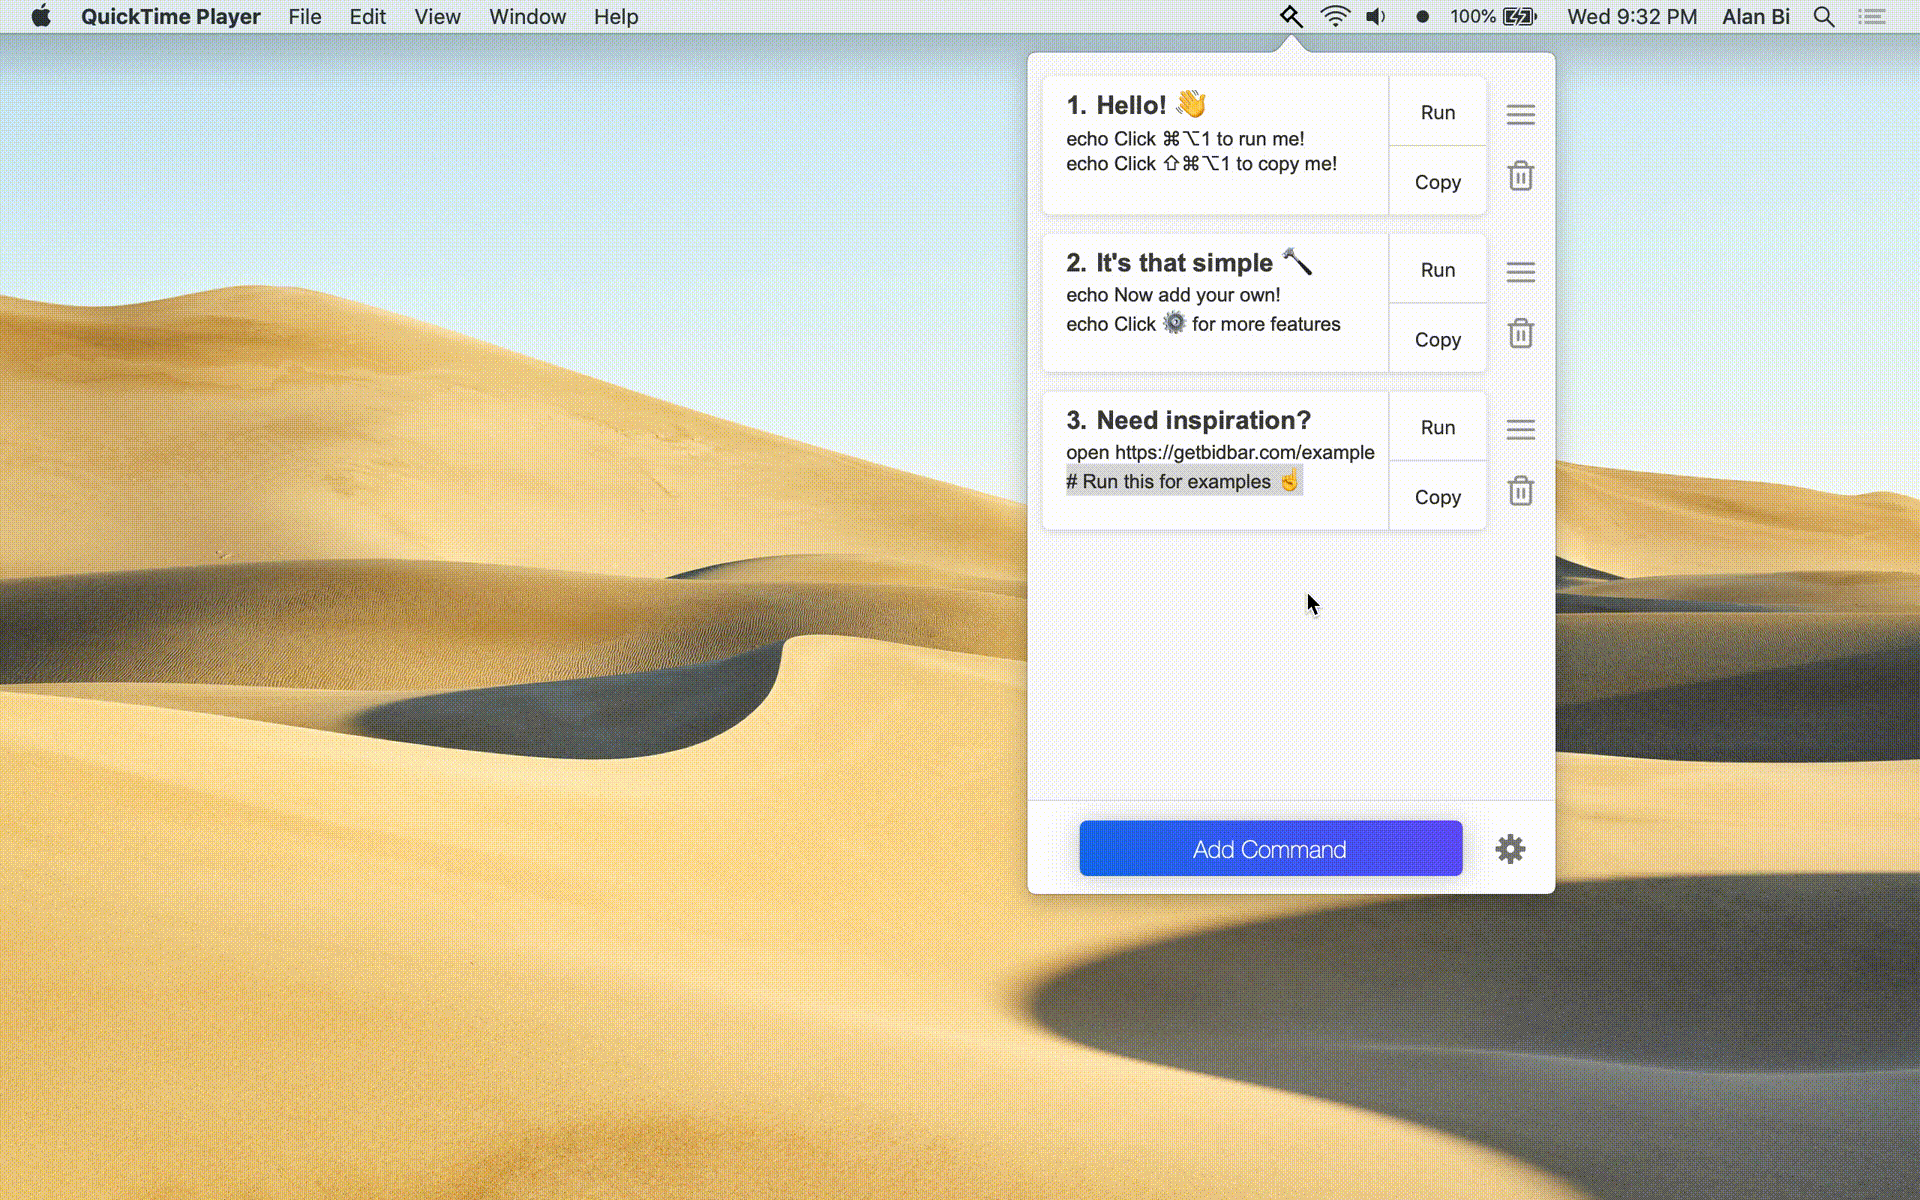 QuickTime Player File Edit View Window Help 100% Wed 9:32 PM Alan Bi
1. Hello! 👋
echo Click ⌘⌥1 to run me!
echo Click ⇧⌘⌥1 to copy me!
Run
Copy
2. It's that simple 🔨
echo Now add your own!
echo Click ⚙️ for more features
Run
Copy
3. Need inspiration?
open https://getbidbar.com/example
# Run this for examples ☝️
Run
Copy
Add Command